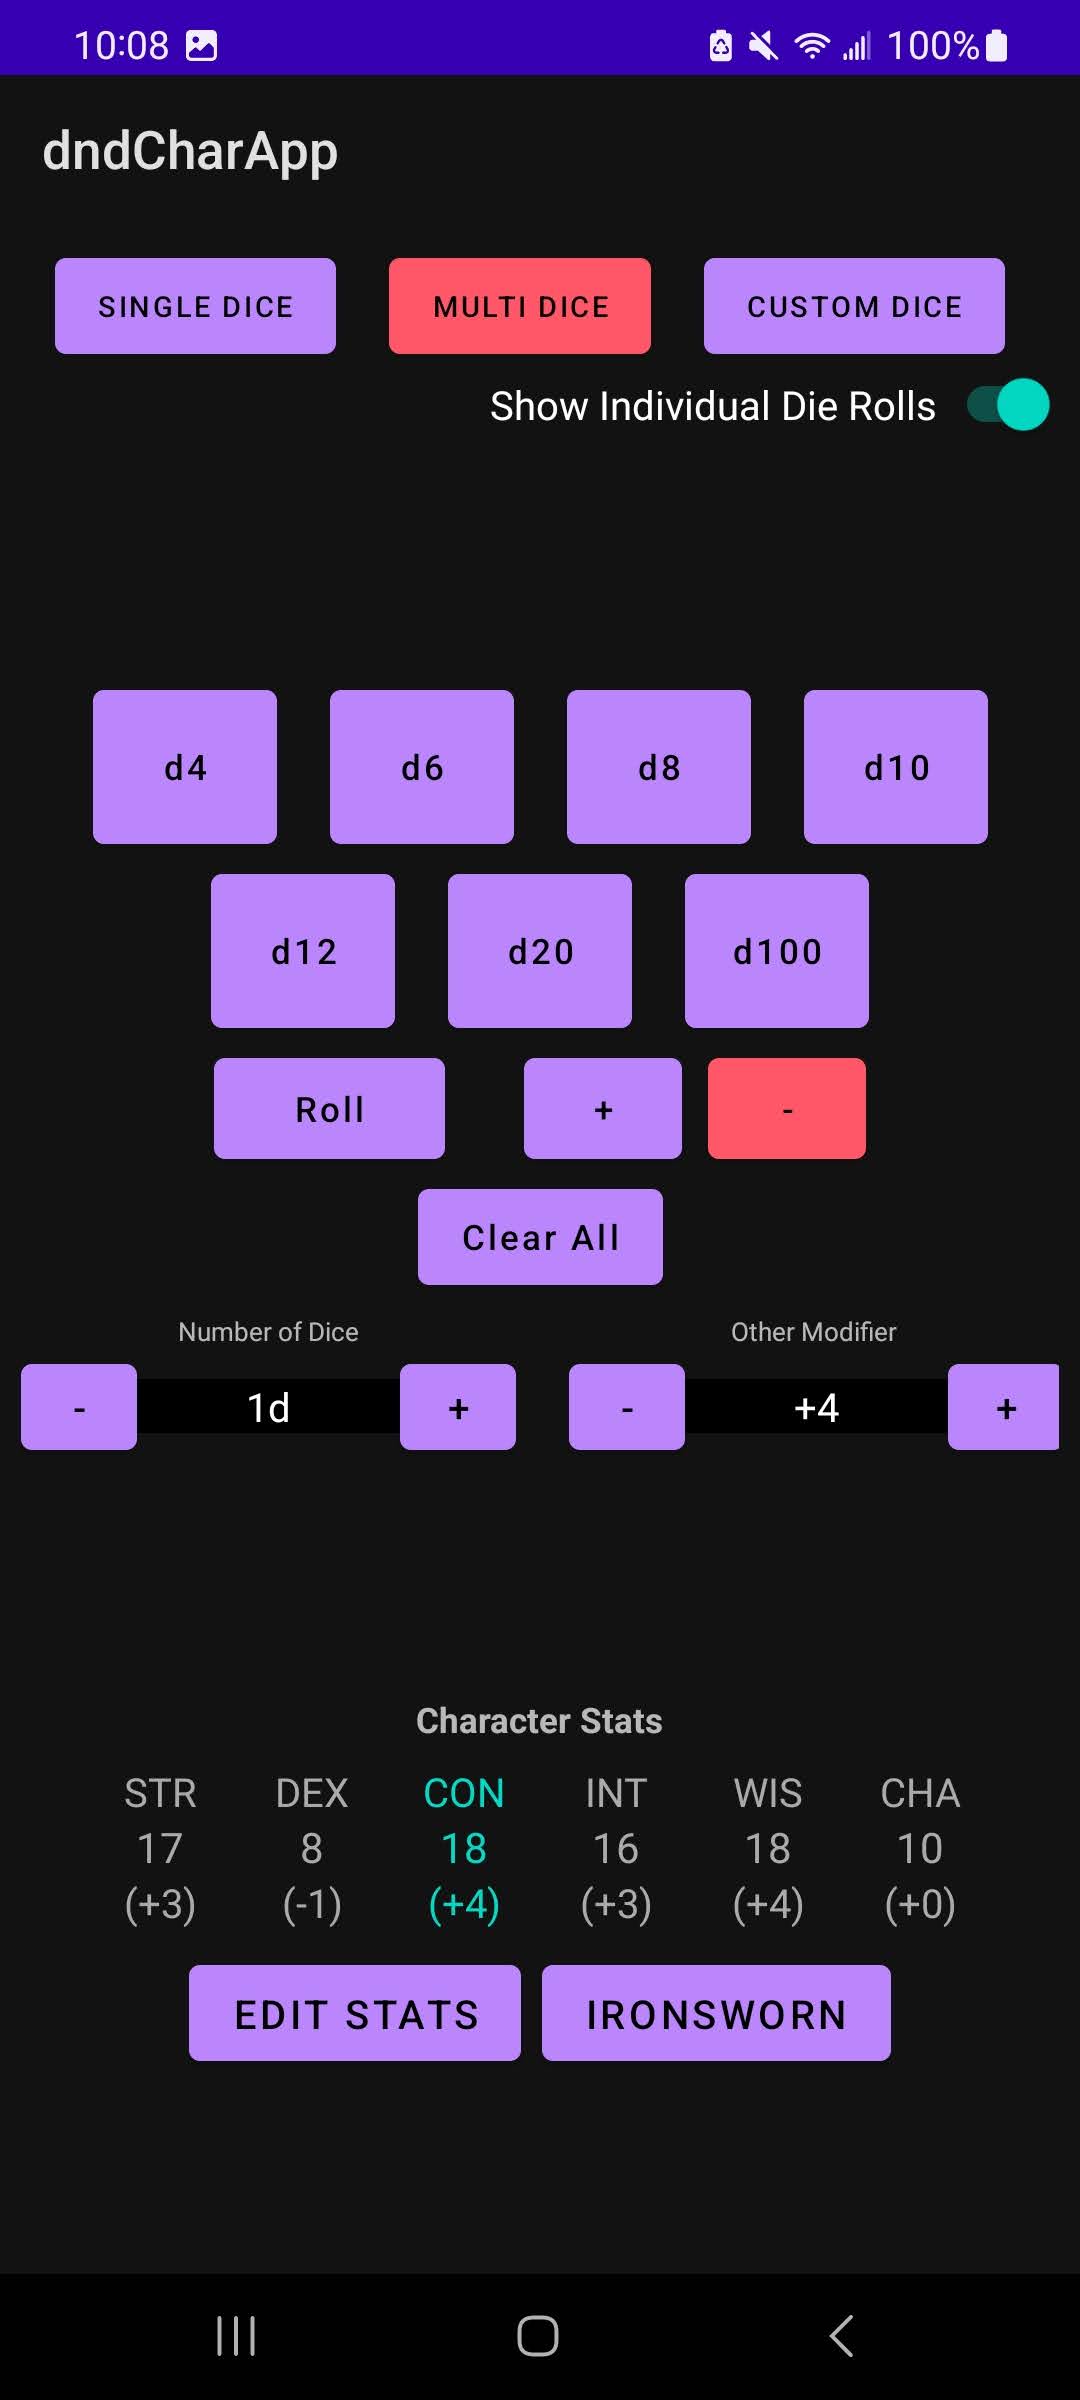 10:08 100%
dndCharApp
SINGLE DICE MULTI DICE CUSTOM DICE
Show Individual Die Rolls
d4 d6 d8 d10
d12 d20 d100
Roll + -
Clear All
Number of Dice Other Modifier
- 1d + - +4 +
Character Stats
STR DEX CON INT WIS CHA
17 8 18 16 18 10
(+3) (-1) (+4) (+3) (+4) (+0)
EDIT STATS IRONSWORN